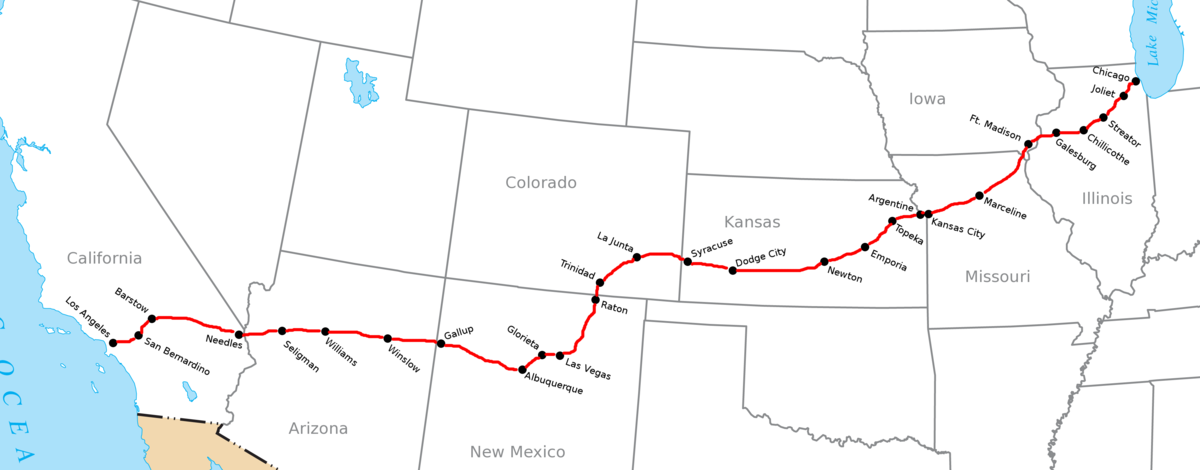 Lake Mic
Chicago
Joliet
Iowa
Streator
Ft. Madison
Chillicothe
Galesburg
Colorado
Illinois
Argentine
Marceline
Kansas
Kansas City
Topeka
La Junta
Syracuse
Dodge City
Emporia
California
Trinidad
Newton
Missouri
Barstow
Raton
Los Angeles
Needles
Gallup
Glorieta
San Bernardino
Seligman
Williams
Winslow
Las Vegas
Albuquerque
Arizona
New Mexico
OCEA